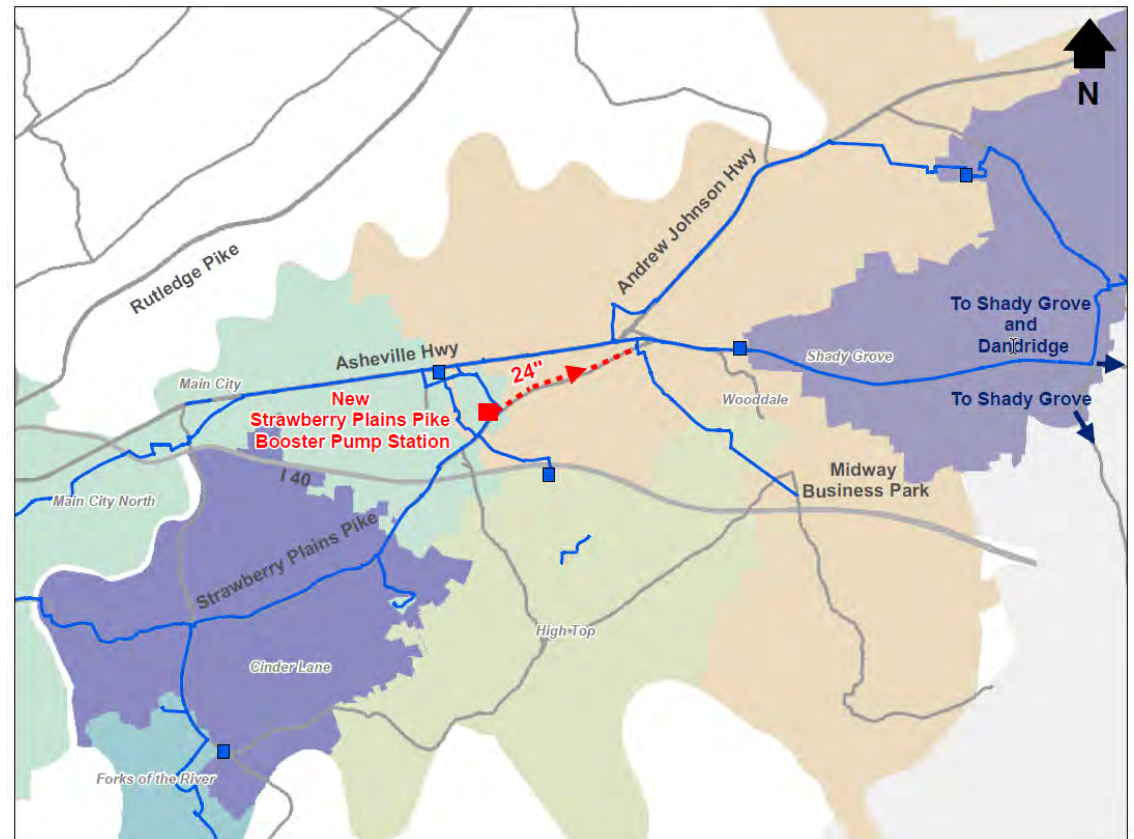 N
Andrew Johnson Hwy
Rutledge Pike
To Shady Grove
and
Dandridge
Asheville Hwy
Shady Grove
24"
Main City
Wooddale
New
Strawberry Plains Pike
Booster Pump Station
To Shady Grove
I 40
Midway
Business Park
Main City North
Strawberry Plains Pike
High Top
Cinder Lane
Forks of the River